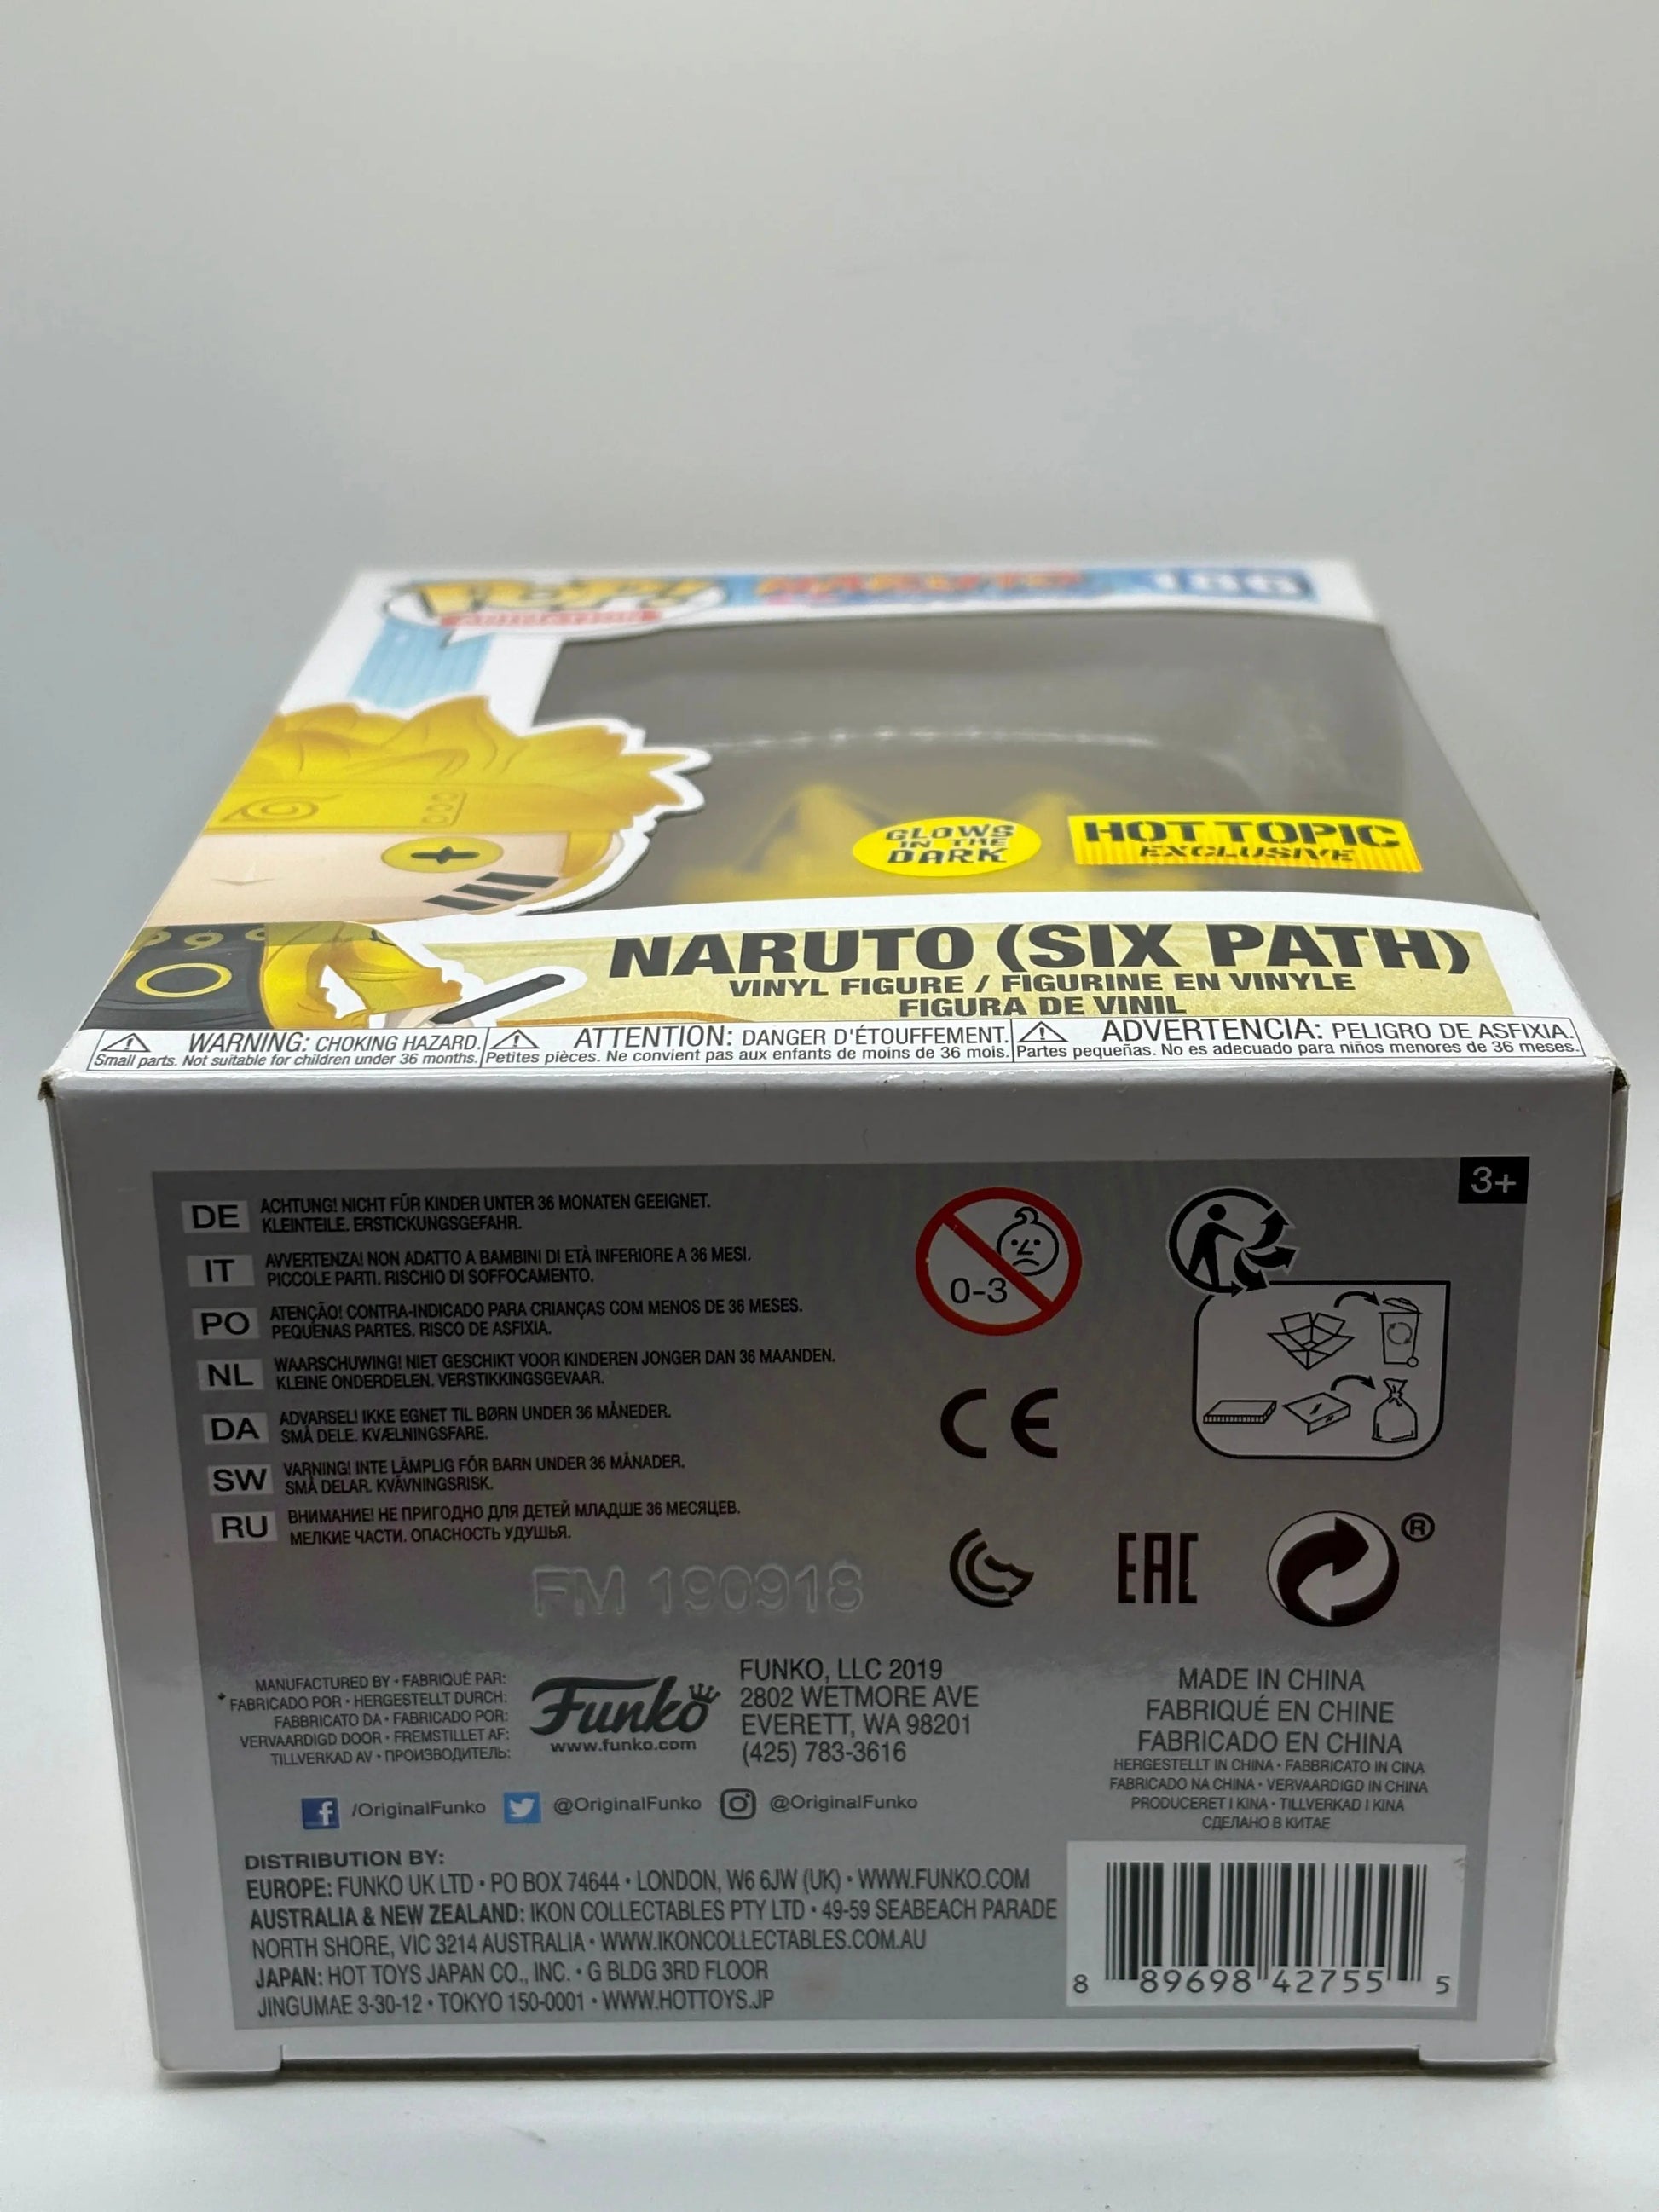 POP!
ANIMATION
NARUTO
186
GLOWS
IN THE
DARK
HOT TOPIC
EXCLUSIVE
NARUTO (SIX PATH)
VINYL FIGURE / FIGURINE EN VINYLE
FIGURA DE VINIL
WARNING: CHOKING HAZARD.
Small parts. Not suitable for children under 36 months.
ATTENTION: DANGER D'ÉTOUFFEMENT.
Petites pièces. Ne convient pas aux enfants de moins de 36 mois.
ADVERTENCIA: PELIGRO DE ASFIXIA.
Partes pequeñas. No es adecuado para niños menores de 36 meses.
3+
DE ACHTUNG! NICHT FÜR KINDER UNTER 36 MONATEN GEEIGNET.
KLEINTEILE. ERSTICKUNGSGEFAHR.
IT AVVERTENZA! NON ADATTO A BAMBINI DI ETÀ INFERIORE A 36 MESI.
PICCOLE PARTI. RISCHIO DI SOFFOCAMENTO.
PO ATENÇÃO! CONTRA-INDICADO PARA CRIANÇAS COM MENOS DE 36 MESES.
PEQUENAS PARTES. RISCO DE ASFIXIA.
NL WAARSCHUWING! NIET GESCHIKT VOOR KINDEREN JONGER DAN 36 MAANDEN.
KLEINE ONDERDELEN. VERSTIKKINGSGEVAAR.
DA ADVARSEL! IKKE EGNET TIL BØRN UNDER 36 MÅNEDER.
SMÅ DELE. KVÆLNINGSFARE.
SW VARNING! INTE LÄMPLIG FÖR BARN UNDER 36 MÅNADER.
SMÅ DELAR. KVÄVNINGSRISK.
RU ВНИМАНИЕ! НЕ ПРИГОДНО ДЛЯ ДЕТЕЙ МЛАДШЕ 36 МЕСЯЦЕВ.
МЕЛКИЕ ЧАСТИ. ОПАСНОСТЬ УДУШЬЯ.
0-3
CE
EAC
®
FM 190918
MANUFACTURED BY • FABRIQUÉ PAR:
FABRICADO POR • HERGESTELLT DURCH:
FABBRICATO DA • FABRICADO POR:
VERVAARDIGD DOOR • FREMSTILLET AF:
TILLVERKAD AV • ПРОИЗВОДИТЕЛЬ:
Funko
www.funko.com
FUNKO, LLC 2019
2802 WETMORE AVE
EVERETT, WA 98201
(425) 783-3616
MADE IN CHINA
FABRIQUÉ EN CHINE
FABRICADO EN CHINA
HERGESTELLT IN CHINA • FABBRICATO IN CINA
FABRICADO NA CHINA • VERVAARDIGD IN CHINA
PRODUCERET I KINA • TILLVERKAD I KINA
СДЕЛАНО В КИТАЕ
/OriginalFunko @OriginalFunko @OriginalFunko
DISTRIBUTION BY:
EUROPE: FUNKO UK LTD • PO BOX 74644 • LONDON, W6 6JW (UK) • WWW.FUNKO.COM
AUSTRALIA & NEW ZEALAND: IKON COLLECTABLES PTY LTD • 49-59 SEABEACH PARADE
NORTH SHORE, VIC 3214 AUSTRALIA • WWW.IKONCOLLECTABLES.COM.AU
JAPAN: HOT TOYS JAPAN CO., INC. • G BLDG 3RD FLOOR
JINGUMAE 3-30-12 • TOKYO 150-0001 • WWW.HOTTOYS.JP
8 89698 42755 5